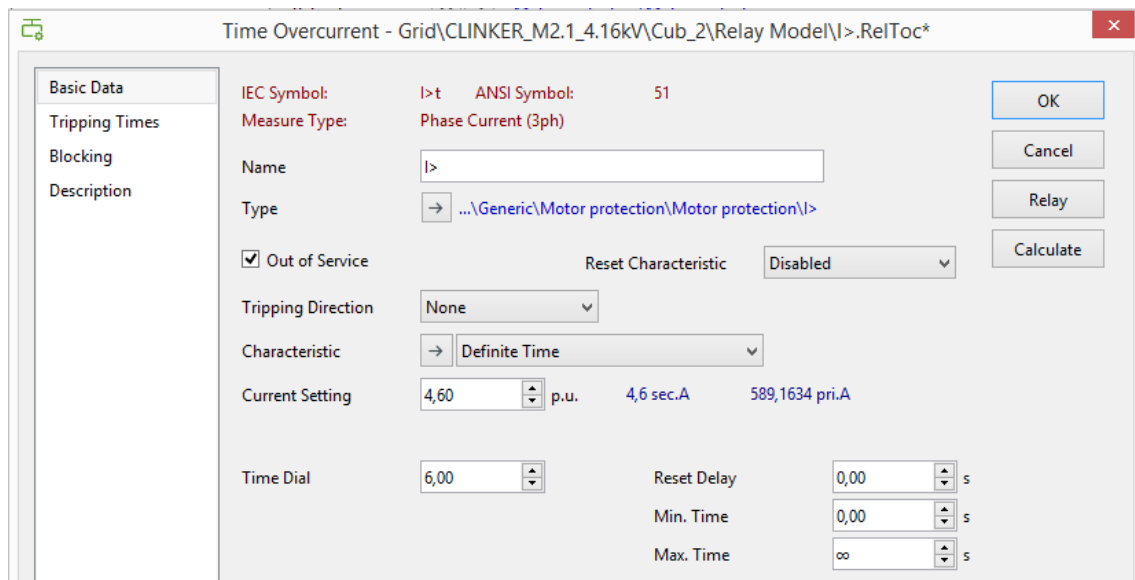 Time Overcurrent - Grid\CLINKER_M2.1_4.16kV\Cub_2\Relay Model\I>.RelToc*
Basic Data
Tripping Times
Blocking
Description
IEC Symbol: I>t ANSI Symbol: 51
Measure Type: Phase Current (3ph)
Name I>
Type ...\Generic\Motor protection\Motor protection\I>
Out of Service Reset Characteristic Disabled
Tripping Direction None
Characteristic Definite Time
Current Setting 4,60 p.u. 4,6 sec.A 589,1634 pri.A
Time Dial 6,00 Reset Delay 0,00 s
Min. Time 0,00 s
Max. Time ∞ s
OK
Cancel
Relay
Calculate